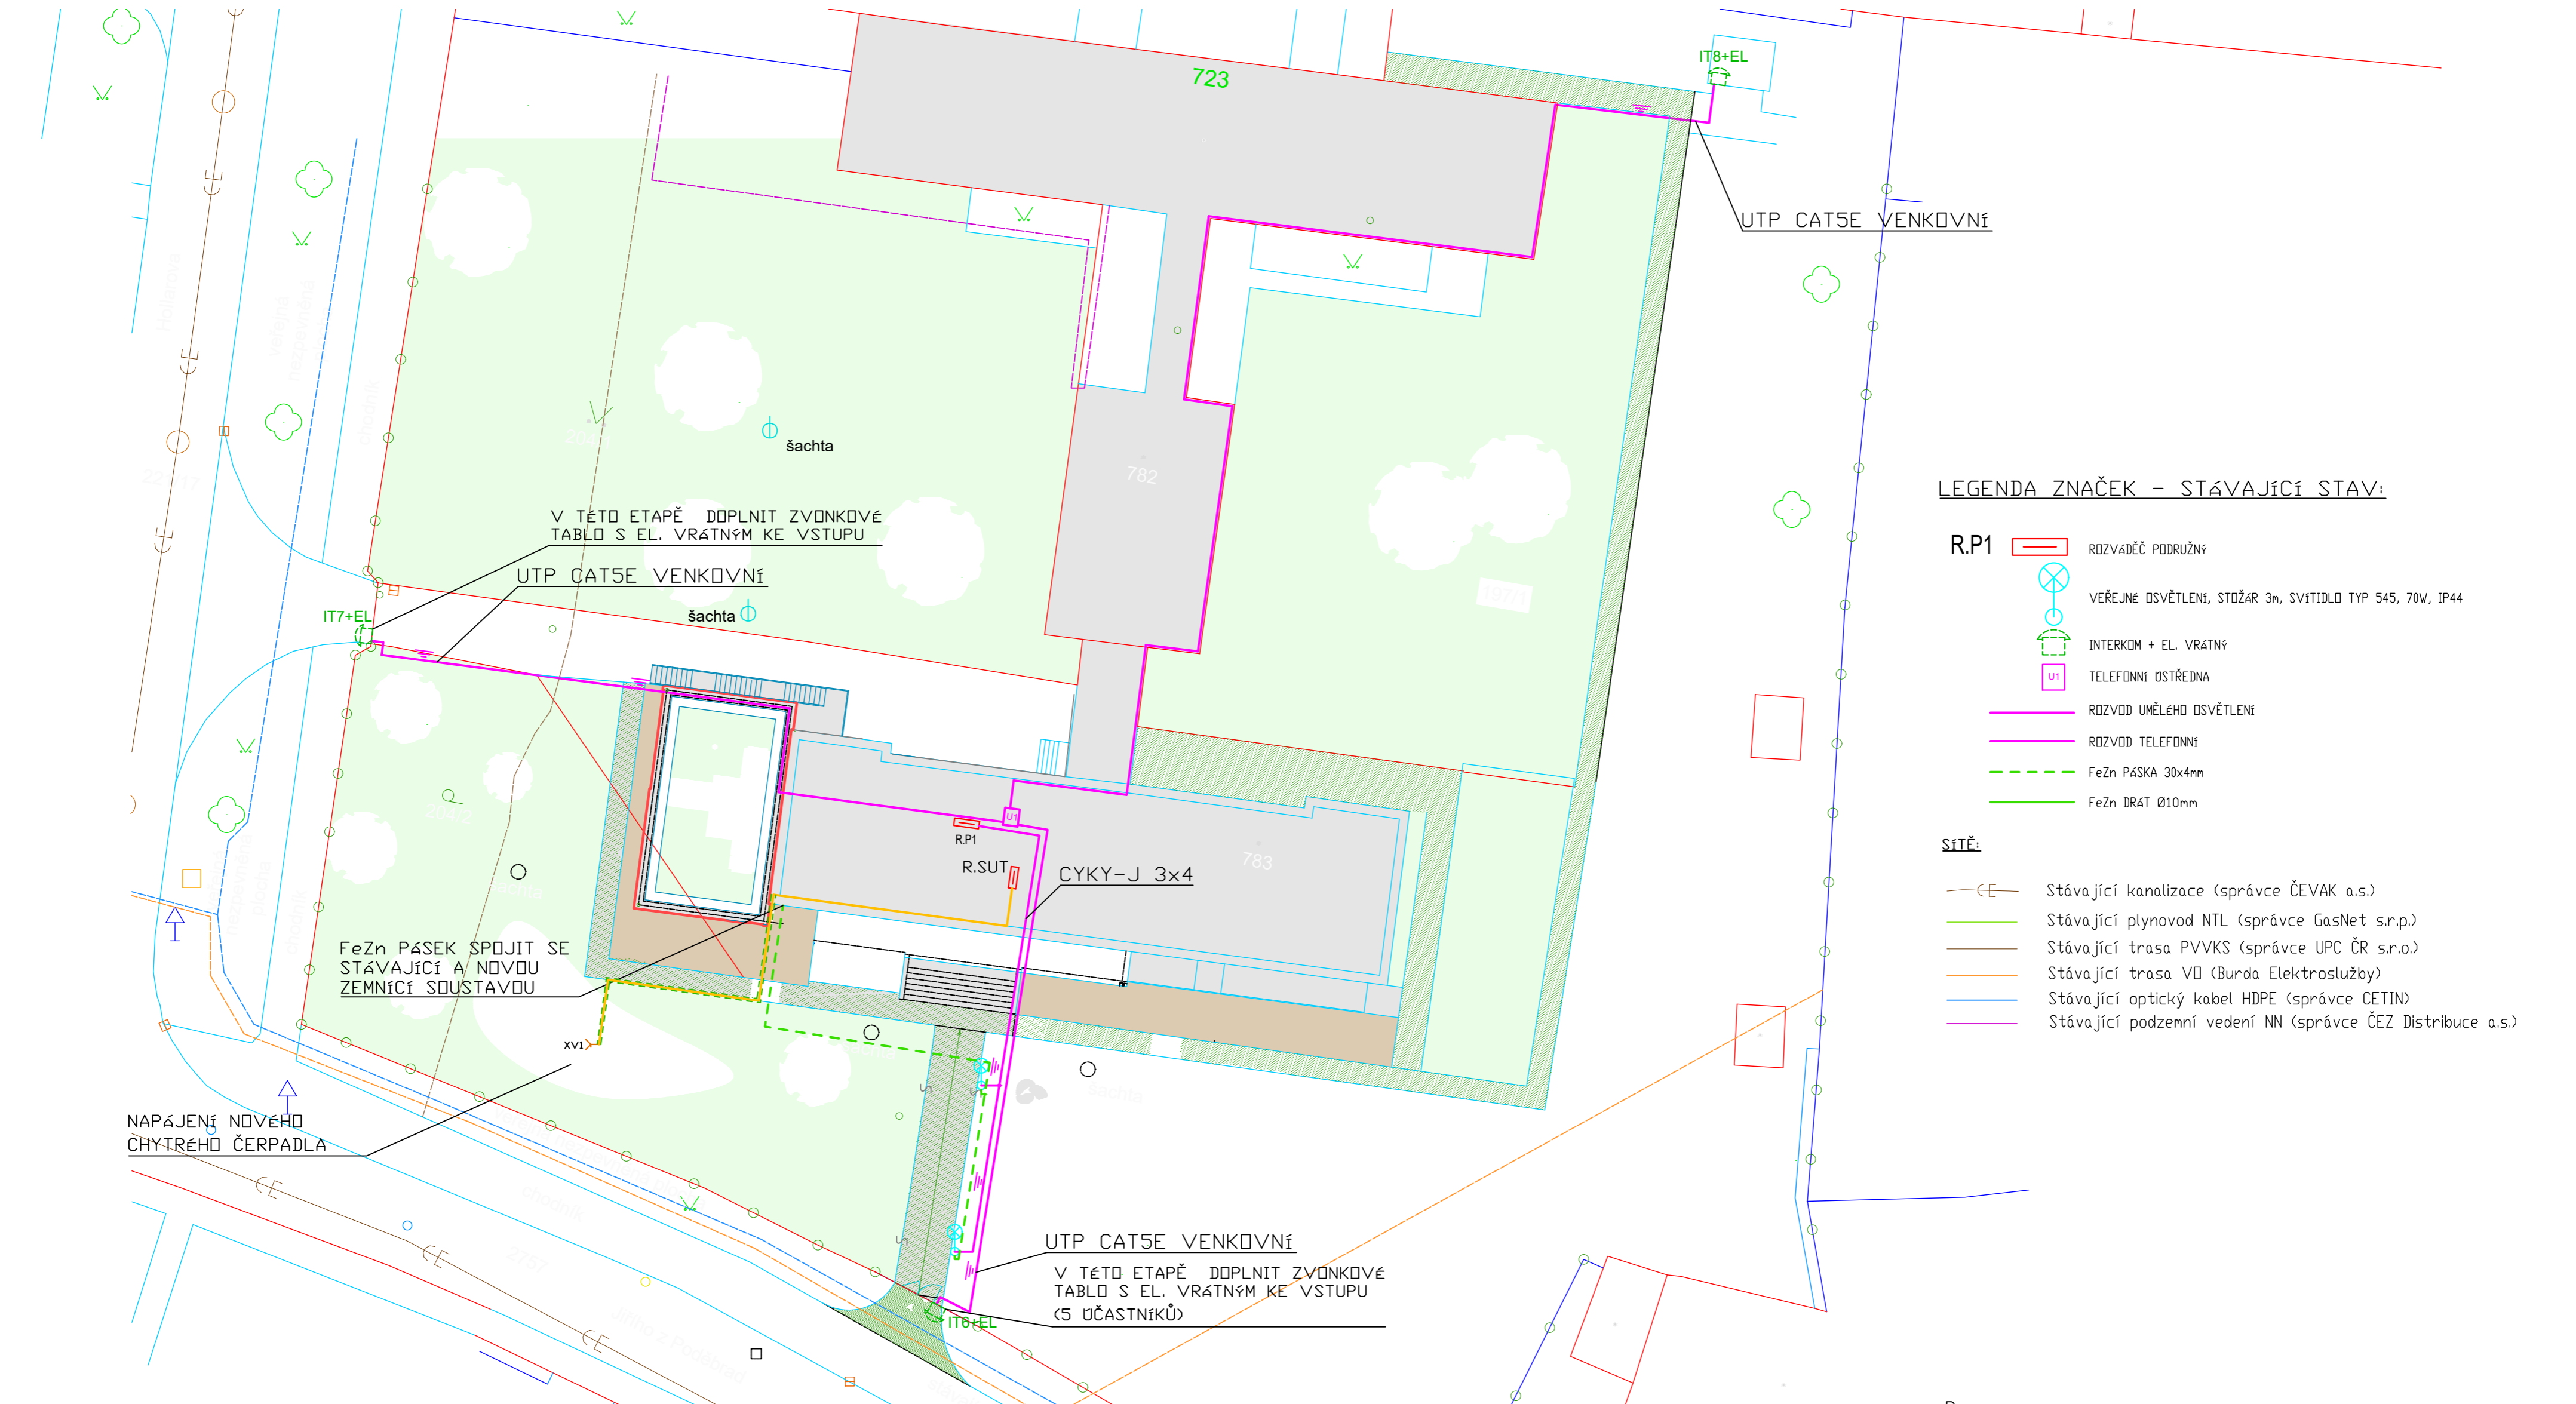 723
IT8+EL
UTP CAT5E VENKOVNÍ
šachta
782
V TÉTO ETAPĚ DOPLNIT ZVONKOVÉ
TABLO S EL. VRÁTNÝM KE VSTUPU
UTP CAT5E VENKOVNÍ
šachta
IT7+EL
U1
R.P1
R.SUT
CYKY-J 3x4
783
FeZn PÁSEK SPOJIT SE
STÁVAJÍCÍ A NOVOU
ZEMNÍCÍ SOUSTAVOU
XV1
šachta
NAPÁJENÍ NOVÉHO
CHYTRÉHO ČERPADLA
chodník
UTP CAT5E VENKOVNÍ
V TÉTO ETAPĚ DOPLNIT ZVONKOVÉ
TABLO S EL. VRÁTNÝM KE VSTUPU
(5 ÚČASTNÍKŮ)
IT6+EL
Jiřího z Poděbrad
LEGENDA ZNAČEK - STÁVAJÍCÍ STAV:
R.P1 ROZVÁDĚČ PODRUŽNÝ
VEŘEJNÉ OSVĚTLENÍ, STOŽÁR 3m, SVÍTIDLO TYP 545, 70W, IP44
INTERKOM + EL. VRÁTNÝ
U1 TELEFONNÍ ÚSTŘEDNA
ROZVOD UMĚLÉHO OSVĚTLENÍ
ROZVOD TELEFONNÍ
FeZn PÁSKA 30x4mm
FeZn DRÁT Ø10mm
SÍTĚ:
Stávající kanalizace (správce ČEVAK a.s.)
Stávající plynovod NTL (správce GasNet s.r.p.)
Stávající trasa PVVKS (správce UPC ČR s.r.o.)
Stávající trasa VO (Burda Elektroslužby)
Stávající optický kabel HDPE (správce CETIN)
Stávající podzemní vedení NN (správce ČEZ Distribuce a.s.)